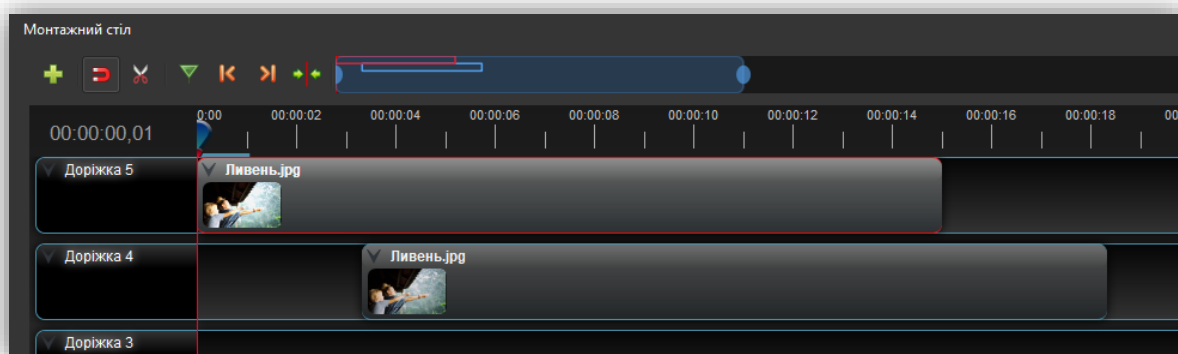 Монтажний стіл
0:00 00:00:02 00:00:04 00:00:06 00:00:08 00:00:10 00:00:12 00:00:14 00:00:16 00:00:18 00
00:00:00,01
Доріжка 5 Ливень.jpg
Доріжка 4 Ливень.jpg
Доріжка 3